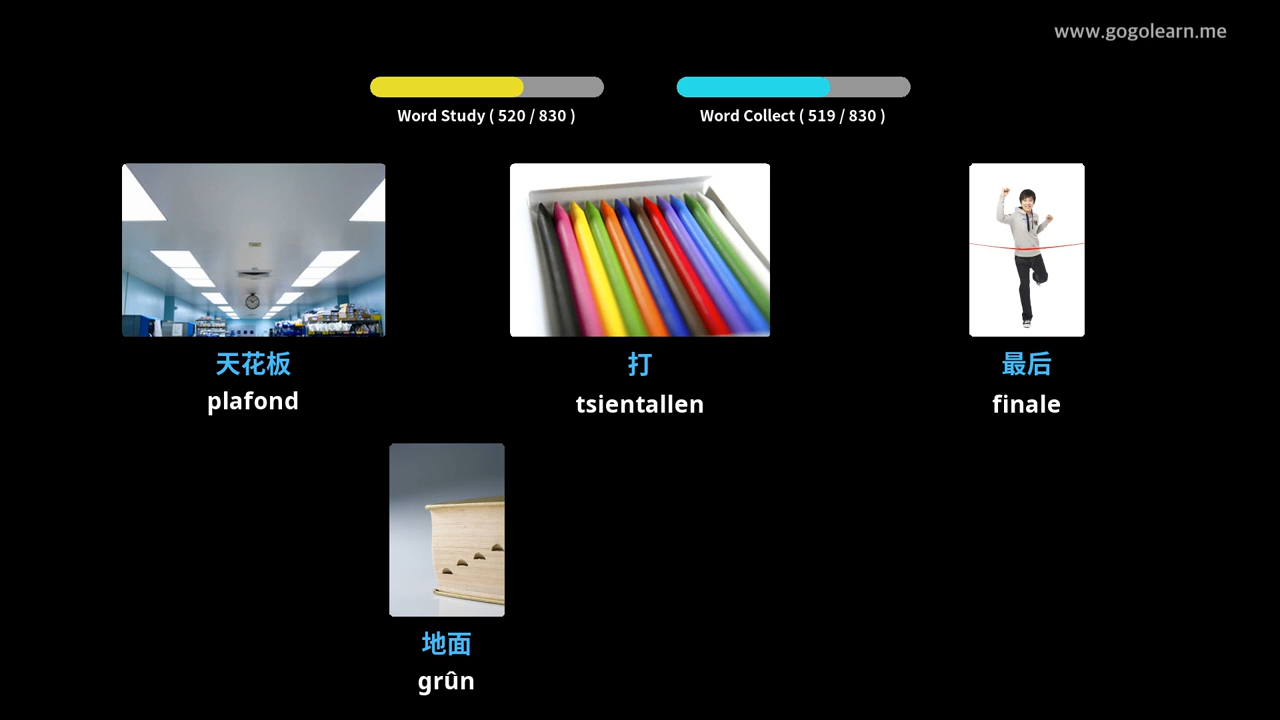 www.gogolearn.me
Word Study ( 520 / 830 )
Word Collect ( 519 / 830 )
天花板
plafond
打
tsientallen
最后
finale
地面
grûn